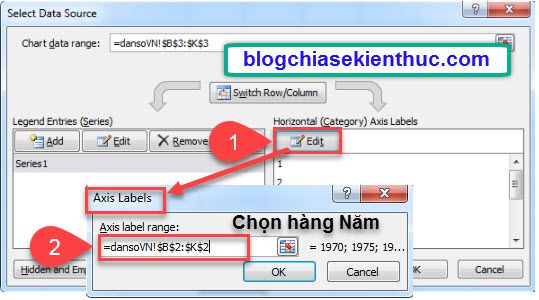 Select Data Source
Chart data range: =dansoVN!$B$3:$K$3
blogchiasekienthuc.com
Switch Row/Column
Legend Entries (Series)
Horizontal (Category) Axis Labels
Add Edit Remove
1
Edit
Series1
1
2
Axis Labels
Axis label range:
Chọn hàng Năm
2
=dansoVN!$B$2:$K$2
= 1970; 1975; 19...
OK Cancel
Hidden and Emp
Cancel